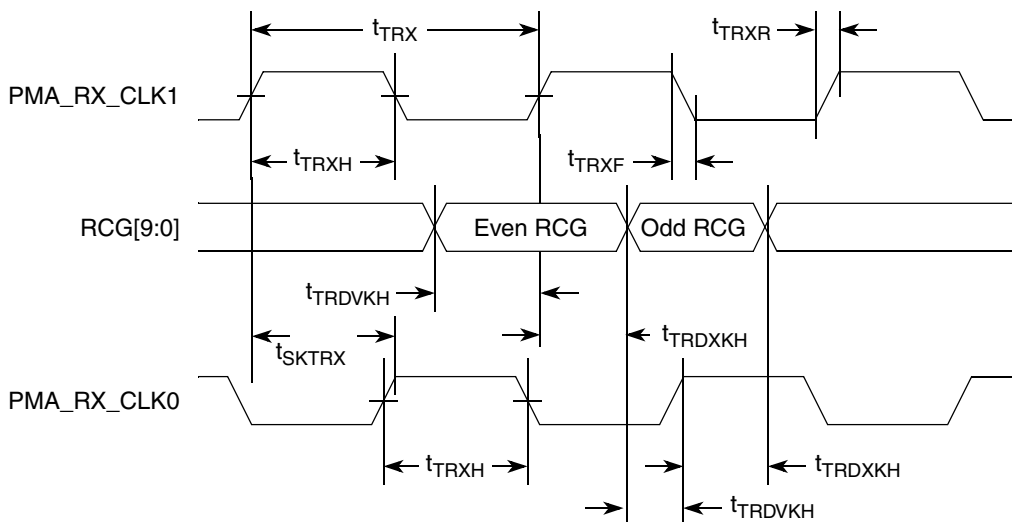 tTRX
tTRXR
PMA_RX_CLK1
tTRXH
tTRXF
RCG[9:0]
Even RCG
Odd RCG
tTRDVKH
tTRDXKH
tSKTRX
PMA_RX_CLK0
tTRXH
tTRDXKH
tTRDVKH